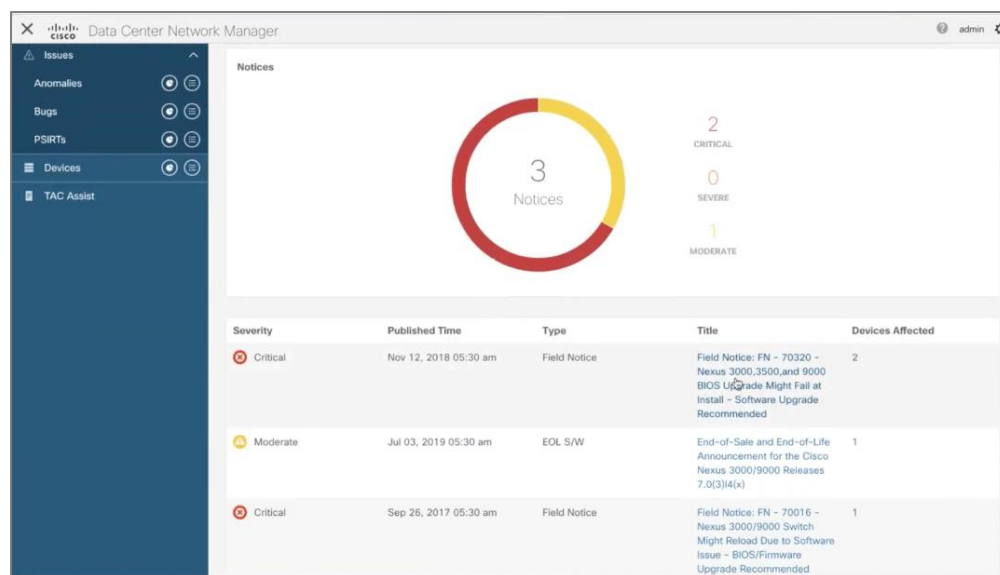 CISCO Data Center Network Manager admin
Issues
Anomalies
Bugs
PSIRTs
Devices
TAC Assist
Notices
3
Notices
2
CRITICAL
0
SEVERE
1
MODERATE
Severity Published Time Type Title Devices Affected
Critical Nov 12, 2018 05:30 am Field Notice Field Notice: FN - 70320 - 2
Nexus 3000,3500,and 9000
BIOS Upgrade Might Fail at
Install - Software Upgrade
Recommended
Moderate Jul 03, 2019 05:30 am EOL S/W End-of-Sale and End-of-Life 1
Announcement for the Cisco
Nexus 3000/9000 Releases
7.0(3)I4(x)
Critical Sep 26, 2017 05:30 am Field Notice Field Notice: FN - 70016 - 1
Nexus 3000/9000 Switch
Might Reload Due to Software
Issue - BIOS/Firmware
Upgrade Recommended